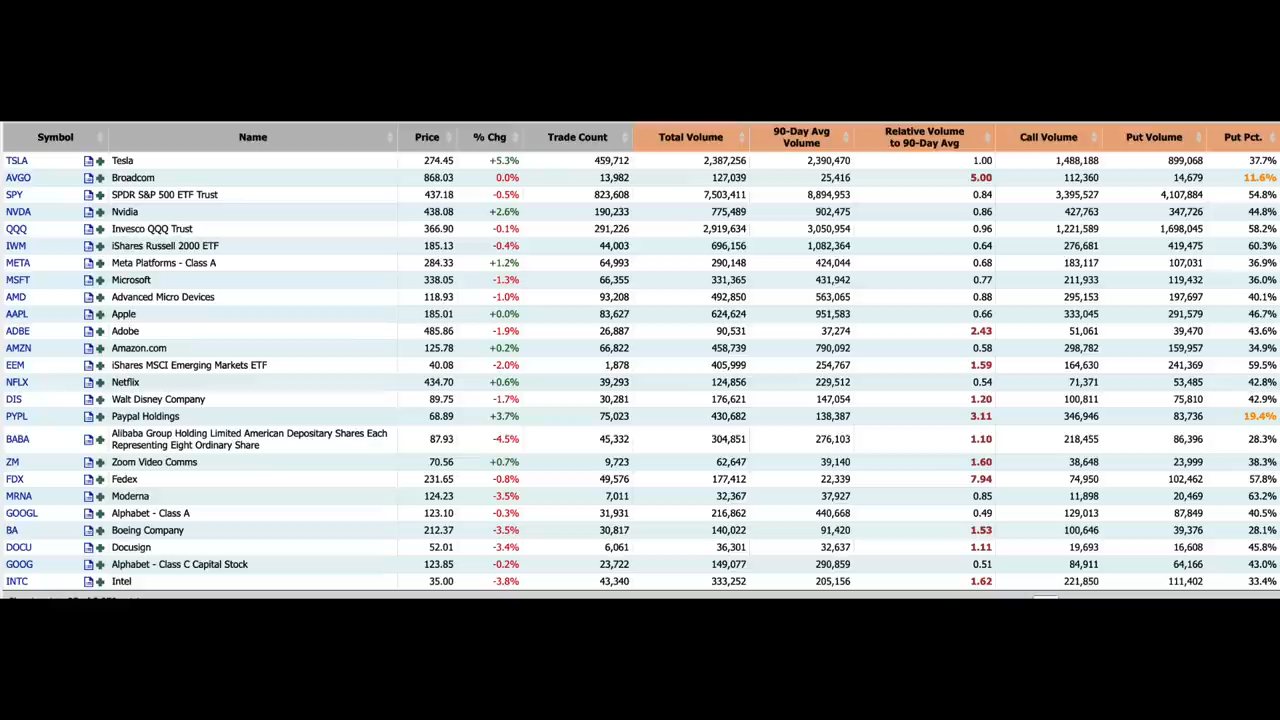 Symbol Name Price % Chg Trade Count Total Volume 90-Day Avg Volume Relative Volume to 90-Day Avg Call Volume Put Volume Put Pct.
TSLA Tesla 274.45 +5.3% 459,712 2,387,256 2,390,470 1.00 1,488,188 899,068 37.7%
AVGO Broadcom 868.03 0.0% 13,982 127,039 25,416 5.00 112,360 14,679 11.6%
SPY SPDR S&P 500 ETF Trust 437.18 -0.5% 823,608 7,503,411 8,894,953 0.84 3,395,527 4,107,884 54.8%
NVDA Nvidia 438.08 +2.6% 190,233 775,489 902,475 0.86 427,763 347,726 44.8%
QQQ Invesco QQQ Trust 366.90 -0.1% 291,226 2,919,634 3,050,954 0.96 1,221,589 1,698,045 58.2%
IWM iShares Russell 2000 ETF 185.13 -0.4% 44,003 696,156 1,082,364 0.64 276,681 419,475 60.3%
META Meta Platforms - Class A 284.33 +1.2% 64,993 290,148 424,044 0.68 183,117 107,031 36.9%
MSFT Microsoft 338.05 -1.3% 66,355 331,365 431,942 0.77 211,933 119,432 36.0%
AMD Advanced Micro Devices 118.93 -1.0% 93,208 492,850 563,065 0.88 295,153 197,697 40.1%
AAPL Apple 185.01 +0.0% 83,627 624,624 951,583 0.66 333,045 291,579 46.7%
ADBE Adobe 485.86 -1.9% 26,887 90,531 37,274 2.43 51,061 39,470 43.6%
AMZN Amazon.com 125.78 +0.2% 66,822 458,739 790,092 0.58 298,782 159,957 34.9%
EEM iShares MSCI Emerging Markets ETF 40.08 -2.0% 1,878 405,999 254,767 1.59 164,630 241,369 59.5%
NFLX Netflix 434.70 +0.6% 39,293 124,856 229,512 0.54 71,371 53,485 42.8%
DIS Walt Disney Company 89.75 -1.7% 30,281 176,621 147,054 1.20 100,811 75,810 42.9%
PYPL Paypal Holdings 68.89 +3.7% 75,023 430,682 138,387 3.11 346,946 83,736 19.4%
BABA Alibaba Group Holding Limited American Depositary Shares Each Representing Eight Ordinary Share 87.93 -4.5% 45,332 304,851 276,103 1.10 218,455 86,396 28.3%
ZM Zoom Video Comms 70.56 +0.7% 9,723 62,647 39,140 1.60 38,648 23,999 38.3%
FDX Fedex 231.65 -0.8% 49,576 177,412 22,339 7.94 74,950 102,462 57.8%
MRNA Moderna 124.23 -3.5% 7,011 32,367 37,927 0.85 11,898 20,469 63.2%
GOOGL Alphabet - Class A 123.10 -0.3% 31,931 216,862 440,668 0.49 129,013 87,849 40.5%
BA Boeing Company 212.37 -3.5% 30,817 140,022 91,420 1.53 100,646 39,376 28.1%
DOCU Docusign 52.01 -3.4% 6,061 36,301 32,637 1.11 19,693 16,608 45.8%
GOOG Alphabet - Class C Capital Stock 123.85 -0.2% 23,722 149,077 290,859 0.51 84,911 64,166 43.0%
INTC Intel 35.00 -3.8% 43,340 333,252 205,156 1.62 221,850 111,402 33.4%